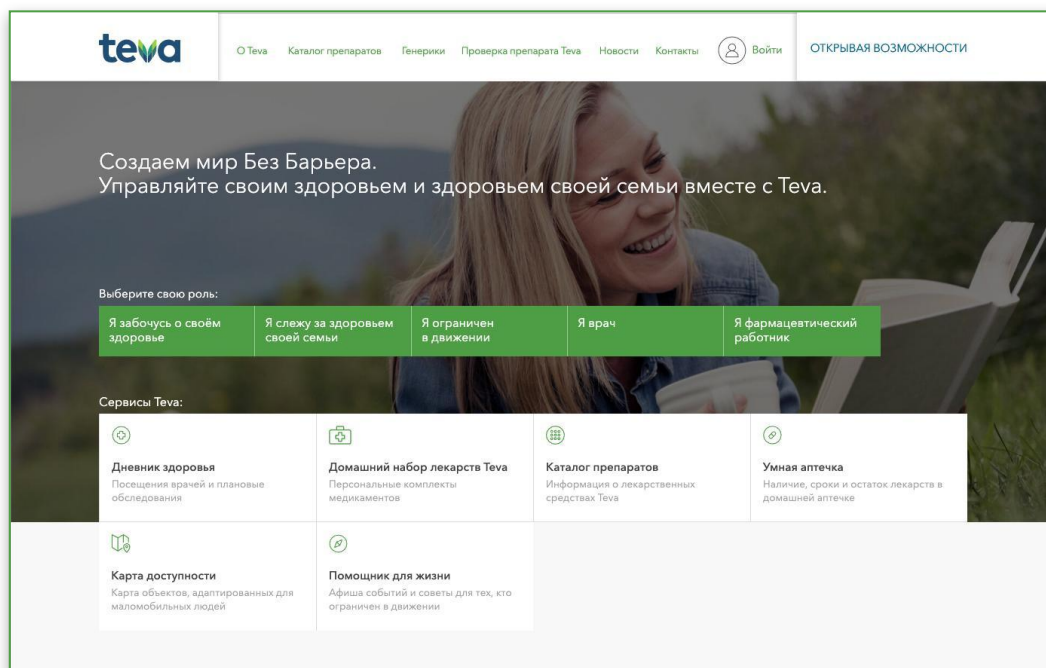 teva
О Teva
Каталог препаратов
Генерики
Проверка препарата Teva
Новости
Контакты
Войти
ОТКРЫВАЯ ВОЗМОЖНОСТИ
Создаем мир Без Барьера.
Управляйте своим здоровьем и здоровьем своей семьи вместе с Teva.
Выберите свою роль:
Я забочусь о своём
здоровье
Я слежу за здоровьем
своей семьи
Я ограничен
в движении
Я врач
Я фармацевтический
работник
Сервисы Teva:
Дневник здоровья
Посещения врачей и плановые
обследования
Домашний набор лекарств Teva
Персональные комплекты
медикаментов
Каталог препаратов
Информация о лекарственных
средствах Teva
Умная аптечка
Наличие, сроки и остаток лекарств в
домашней аптечке
Карта доступности
Карта объектов, адаптированных для
маломобильных людей
Помощник для жизни
Афиша событий и советы для тех, кто
ограничен в движении